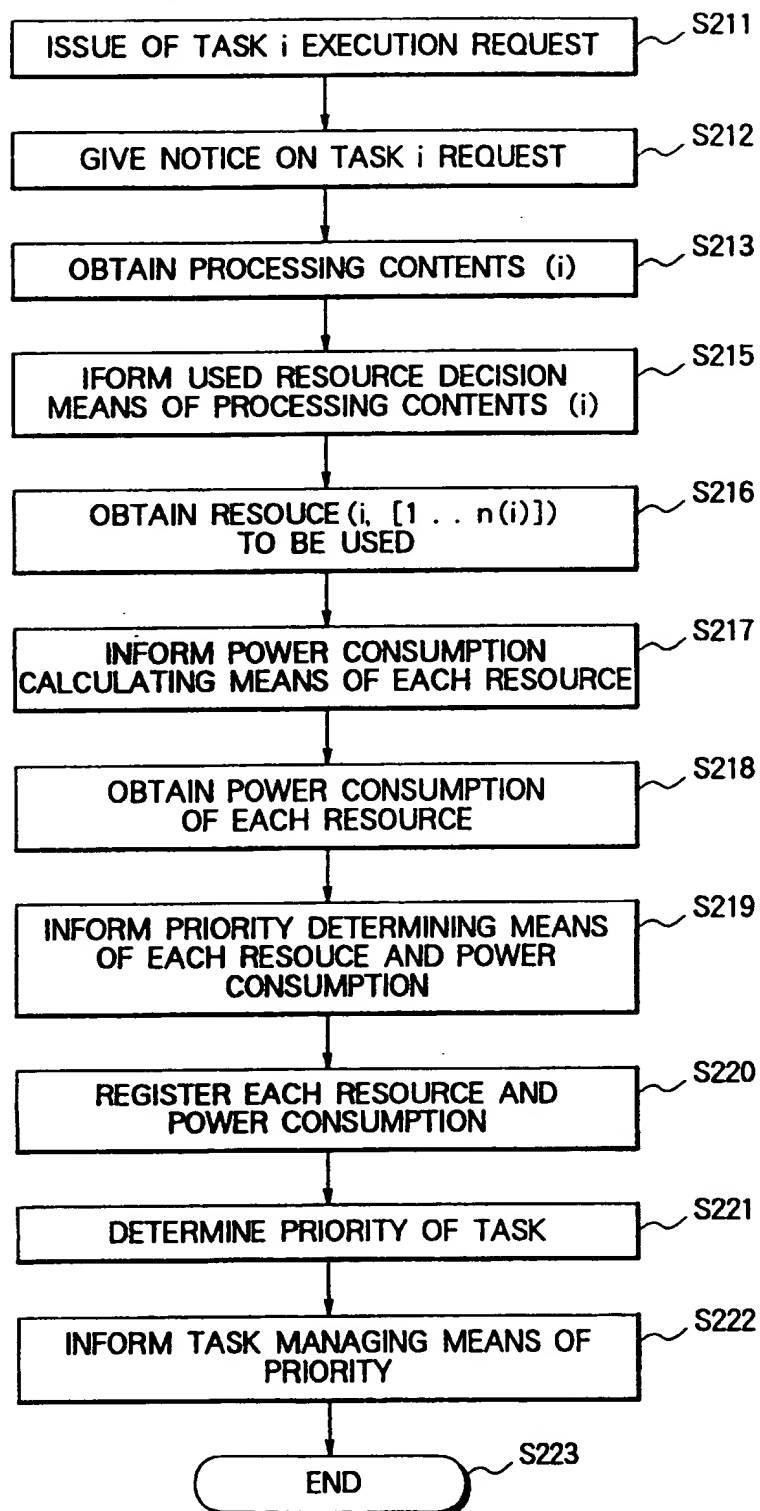 ISSUE OF TASK i EXECUTION REQUEST
S211
GIVE NOTICE ON TASK i REQUEST
S212
OBTAIN PROCESSING CONTENTS (i)
S213
IFORM USED RESOURCE DECISION
MEANS OF PROCESSING CONTENTS (i)
S215
OBTAIN RESOUCE (i, [1 . . n(i)])
TO BE USED
S216
INFORM POWER CONSUMPTION
CALCULATING MEANS OF EACH RESOURCE
S217
OBTAIN POWER CONSUMPTION
OF EACH RESOURCE
S218
INFORM PRIORITY DETERMINING MEANS
OF EACH RESOUCE AND POWER
CONSUMPTION
S219
REGISTER EACH RESOURCE AND
POWER CONSUMPTION
S220
DETERMINE PRIORITY OF TASK
S221
INFORM TASK MANAGING MEANS OF
PRIORITY
S222
END
S223